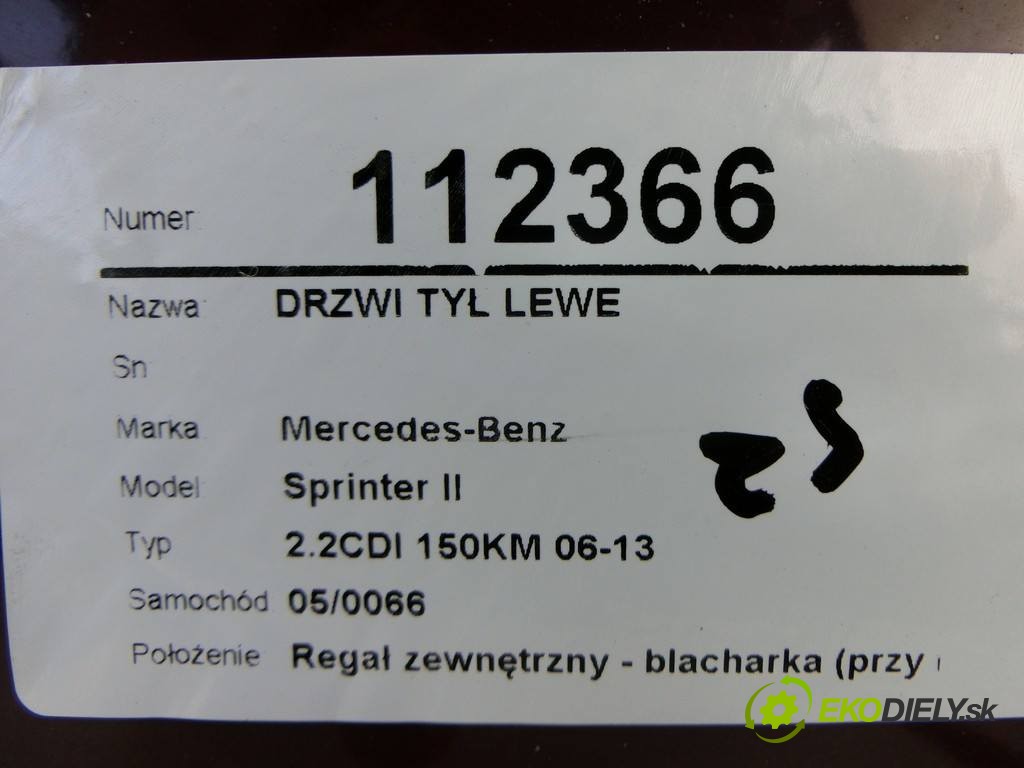 Numer 112366
Nazwa DRZWI TYŁ LEWE
Sn
Marka Mercedes-Benz
Model Sprinter II
Typ 2.2CDI 150KM 06-13
Samochód 05/0066
Położenie Regał zewnętrzny - blacharka (przy
EKODIELY.sk